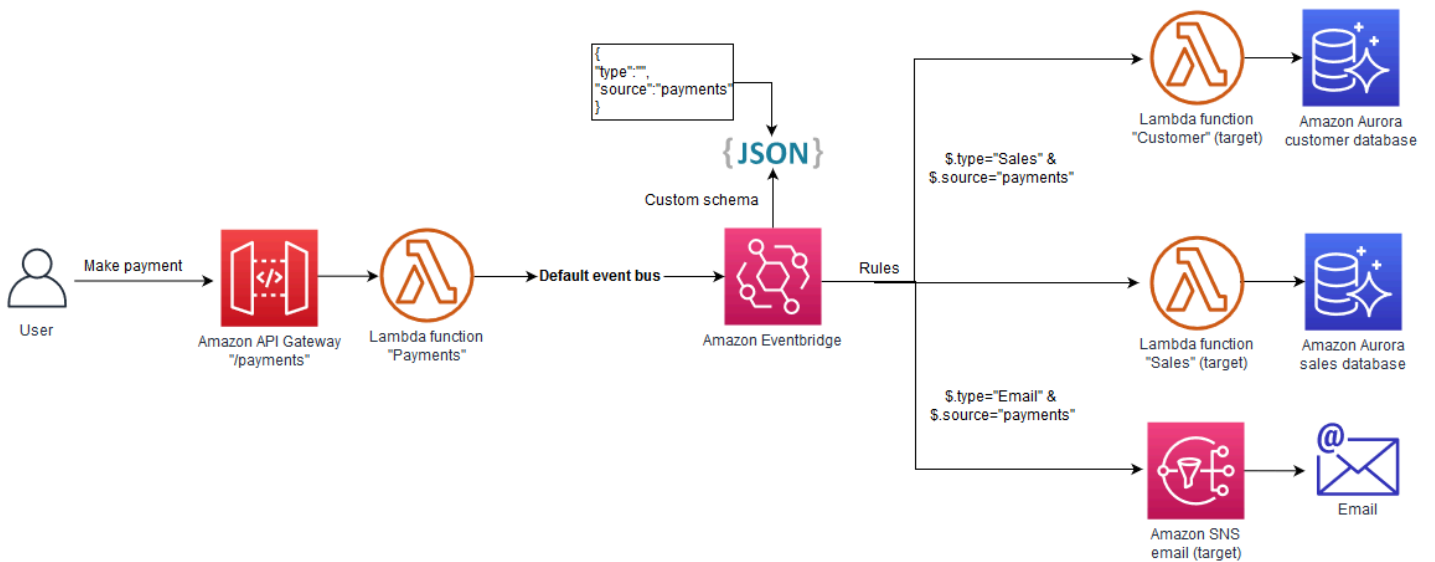 {
"type":"",
"source":"payments"
}
{JSON}
Custom schema
Lambda function
"Customer" (target)
Amazon Aurora
customer database
$.type="Sales" &
$.source="payments"
User
Make payment
Amazon API Gateway
"/payments"
Lambda function
"Payments"
Default event bus
Amazon Eventbridge
Rules
Lambda function
"Sales" (target)
Amazon Aurora
sales database
$.type="Email" &
$.source="payments"
Amazon SNS
email (target)
@
Email